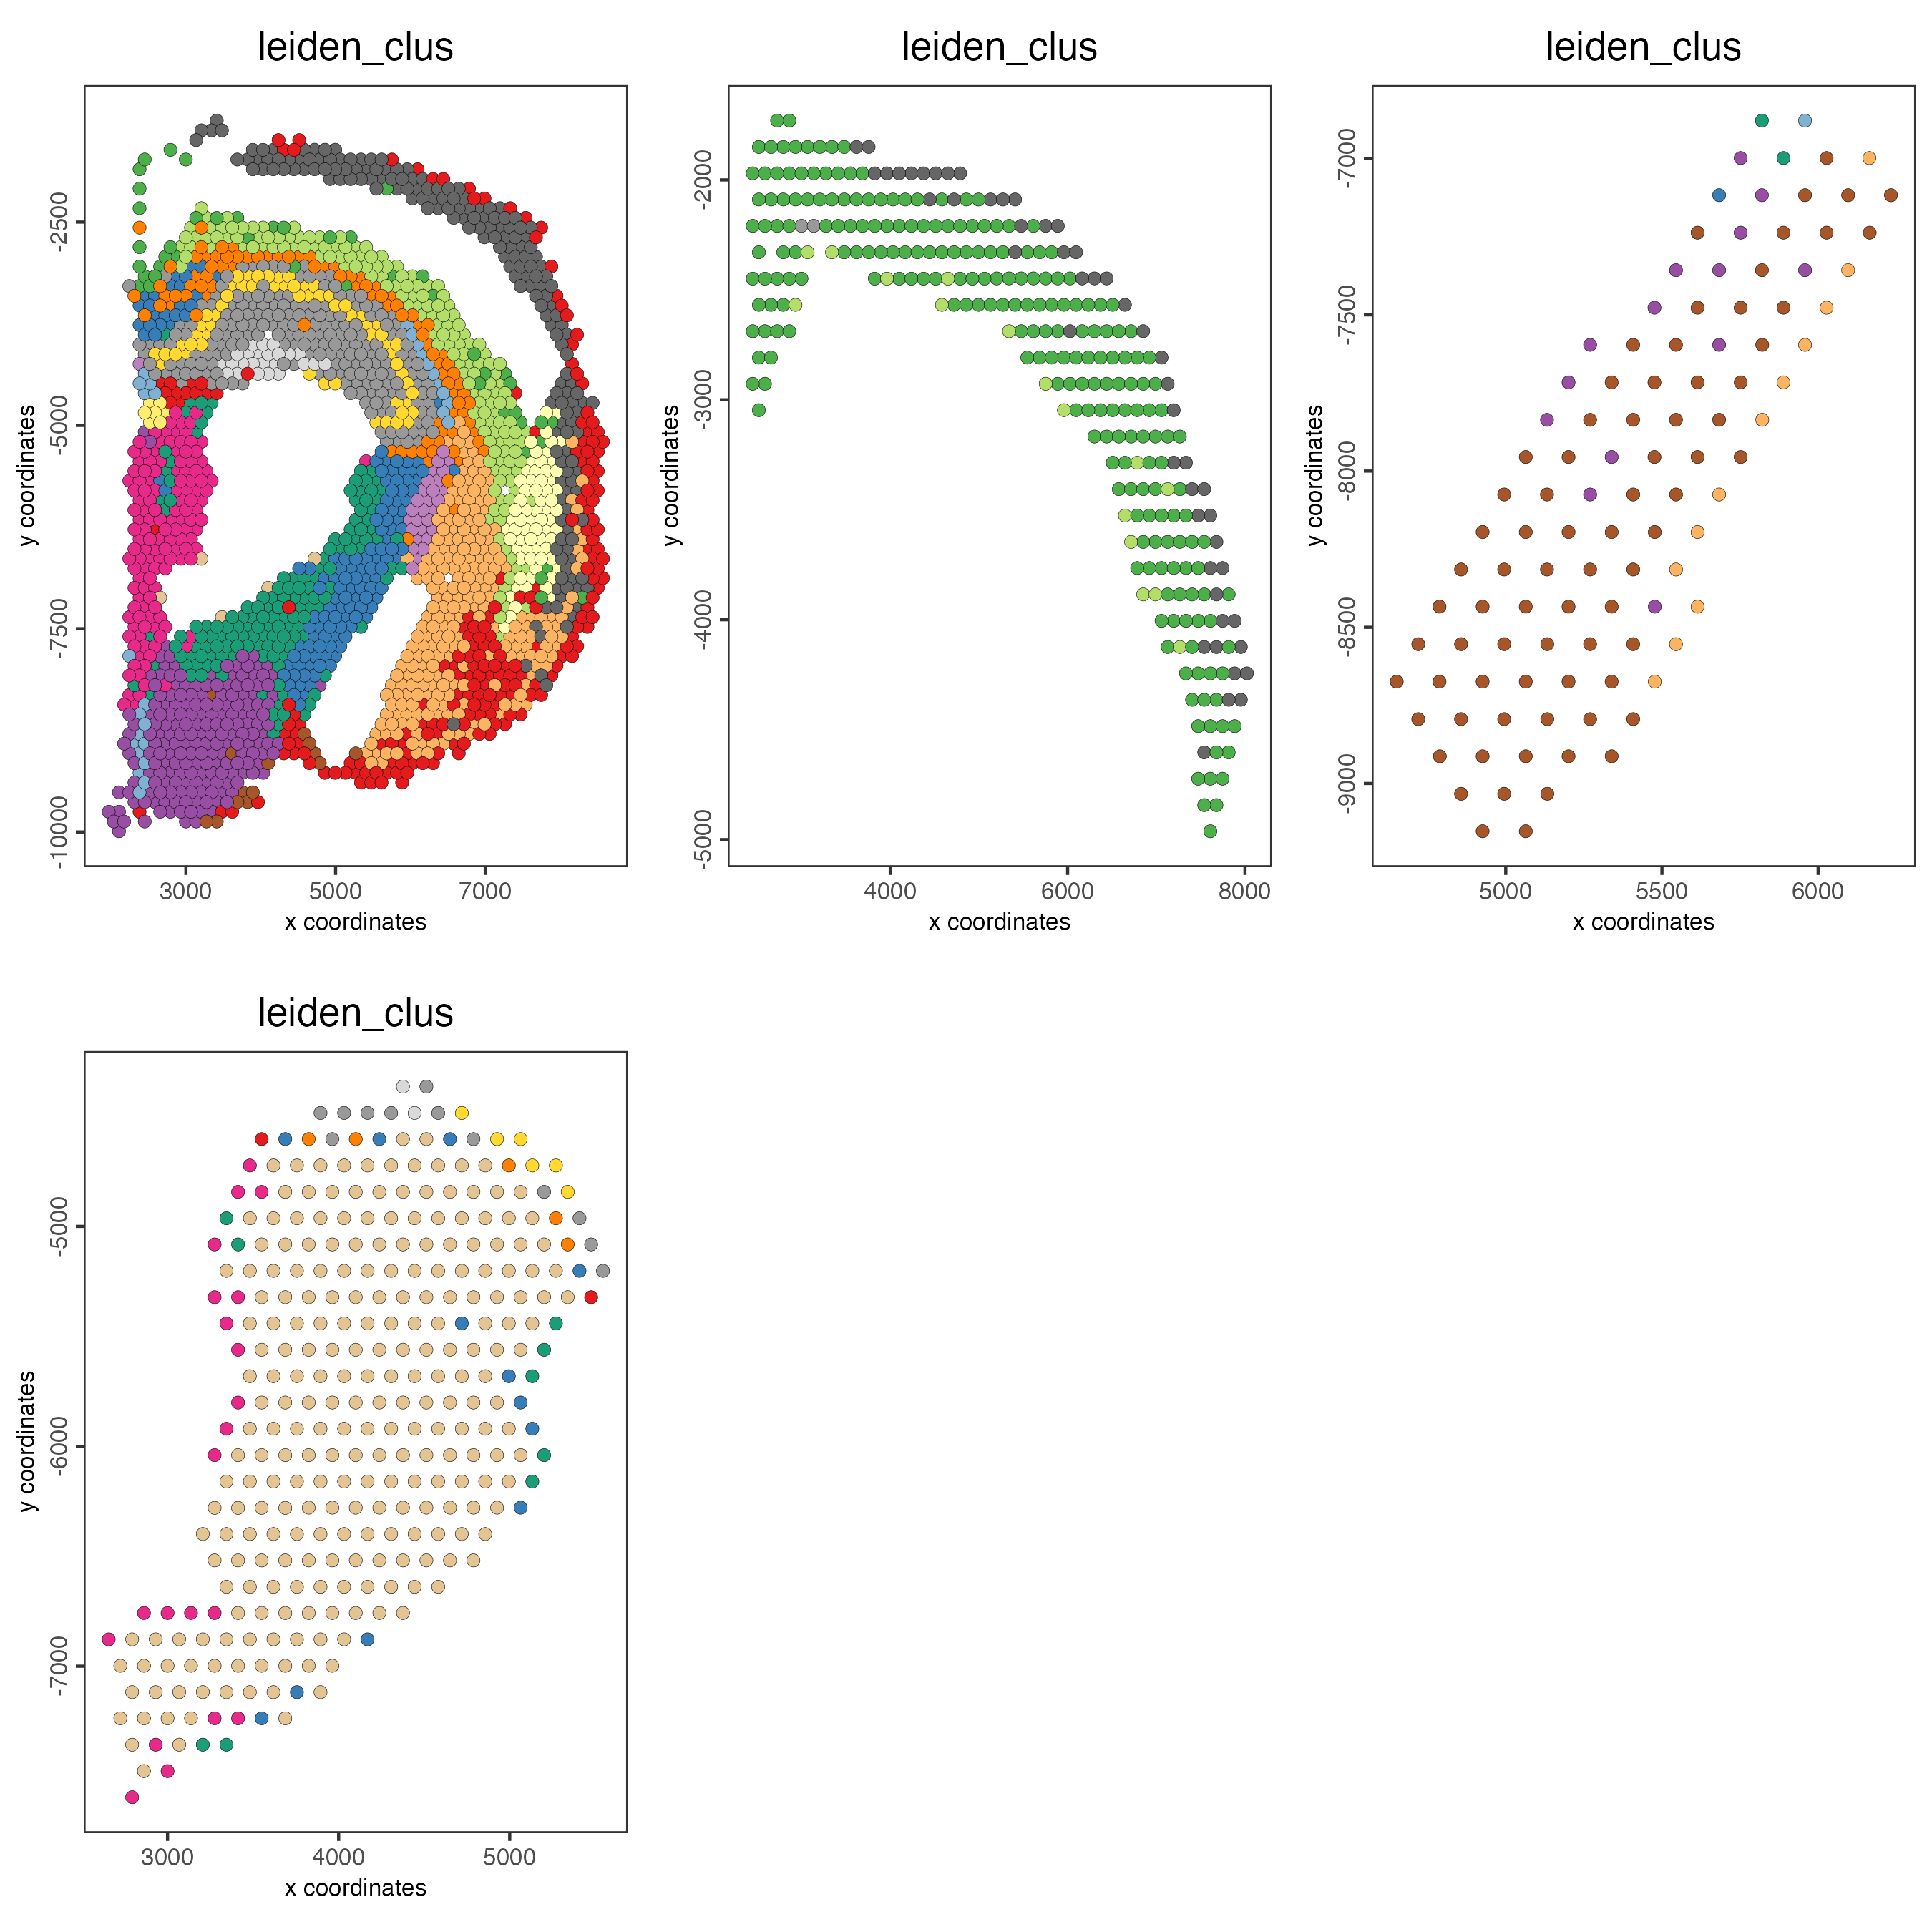 leiden_clus
leiden_clus
leiden_clus
-2500
-5000
-7500
-10000
y coordinates
3000 5000 7000
x coordinates
-2000
-3000
-4000
-5000
y coordinates
4000 6000 8000
x coordinates
-7000
-7500
-8000
-8500
-9000
y coordinates
5000 5500 6000
x coordinates
leiden_clus
-5000
-6000
-7000
y coordinates
3000 4000 5000
x coordinates